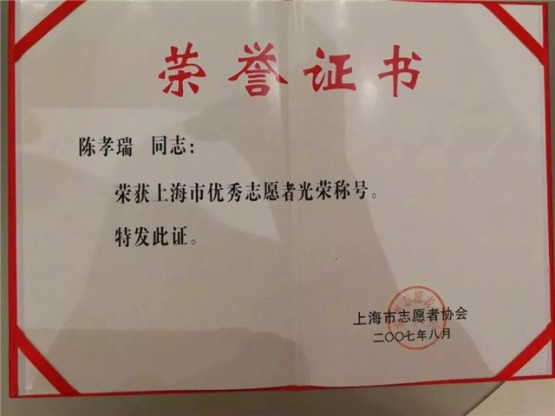 荣誉证书
陈孝瑞 同志：
荣获上海市优秀志愿者光荣称号。
特发此证。
上海市志愿者协会
二〇〇七年八月